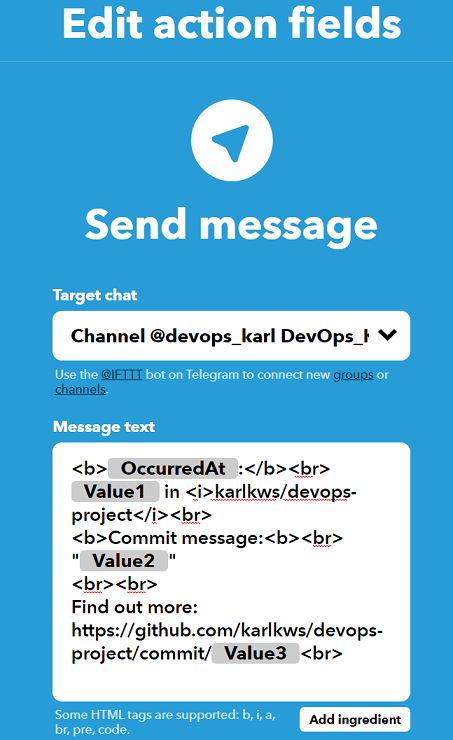 Edit action fields
Send message
Target chat
Channel @devops_karl DevOps_
Use the @IFTTT bot on Telegram to connect new groups or
channels.
Message text
<b> OccurredAt :</b><br>
Value1 in <i>karlkws/devops-
project</i><br>
<b>Commit message:<b><br>
" Value2 "
<br><br>
Find out more:
https://github.com/karlkws/devops-
project/commit/ Value3 <br>
Some HTML tags are supported: b, i, a,
br, pre, code.
Add ingredient